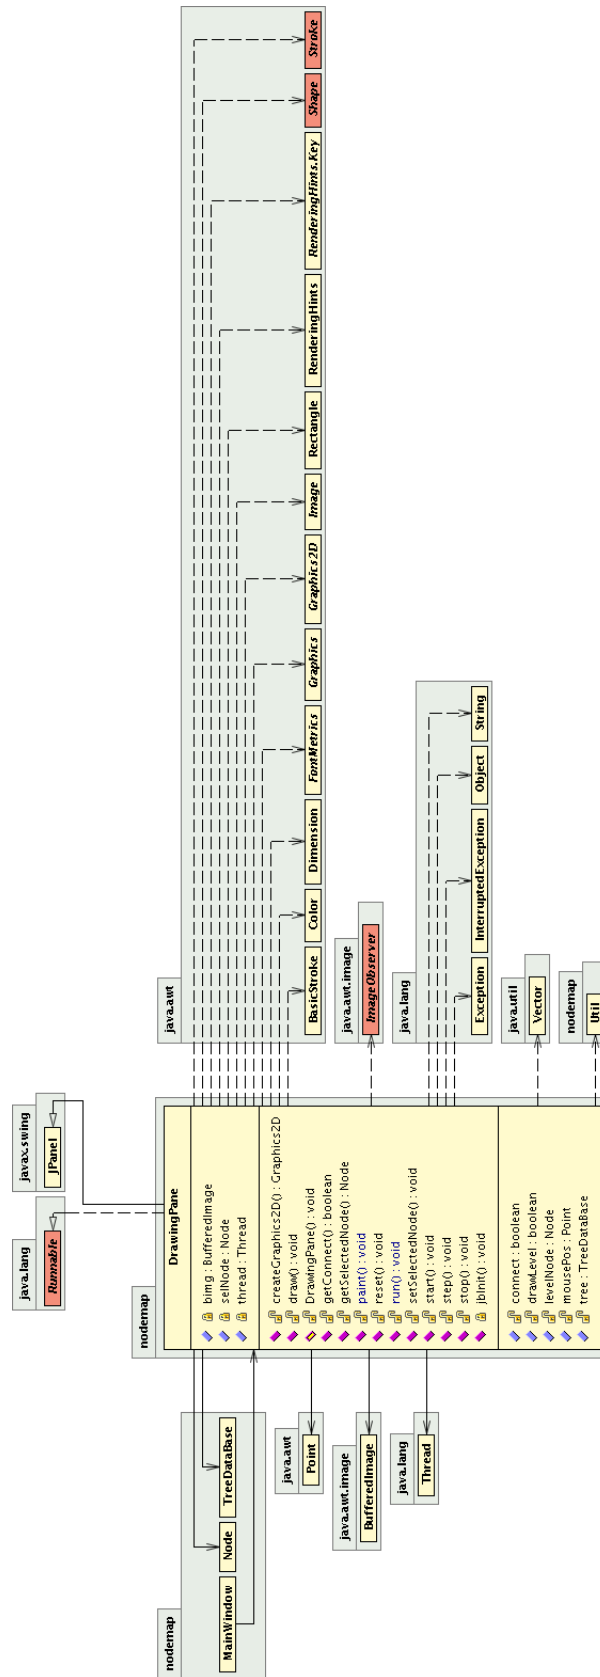 java.lang
Runnable
javax.swing
JPanel
nodemap
MainWindow
Node
TreeDataBase
nodemap
DrawingPane
bimg : BufferedImage
selNode : Node
thread : Thread
createGraphics2D() : Graphics2D
draw() : void
DrawingPane() : void
getConnect() : boolean
getSelectedNode() : Node
paint() : void
reset() : void
run() : void
setSelectedNode() : void
start() : void
step() : void
stop() : void
jbInit() : void
connect : boolean
drawLevel : boolean
levelNode : Node
mousePos : Point
tree : TreeDataBase
java.awt
Point
java.awt.image
BufferedImage
java.lang
Thread
java.awt
BasicStroke
Color
Dimension
FontMetrics
Graphics
Graphics2D
Image
Rectangle
RenderingHints
RenderingHints.Key
Shape
Stroke
java.awt.image
ImageObserver
java.lang
Exception
InterruptedException
Object
String
java.util
Vector
nodemap
Util